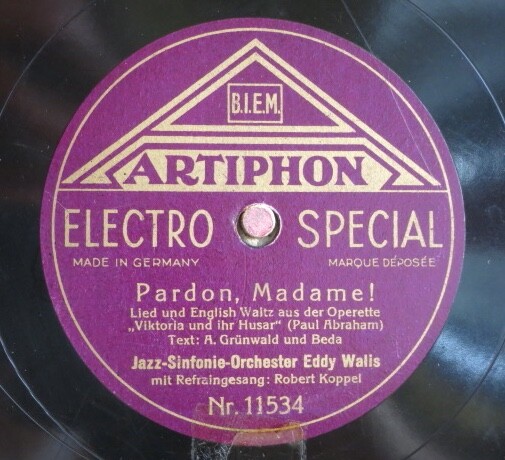 B.I.E.M.
ARTIPHON
ELECTRO SPECIAL
MADE IN GERMANY MARQUE DÉPOSÉE
Pardon, Madame!
Lied und English Waltz aus der Operette
„Viktoria und ihr Husar" (Paul Abraham)
Text: A. Grünwald und Beda
Jazz-Sinfonie-Orchester Eddy Walis
mit Refraingesang: Robert Koppel
Nr. 11534